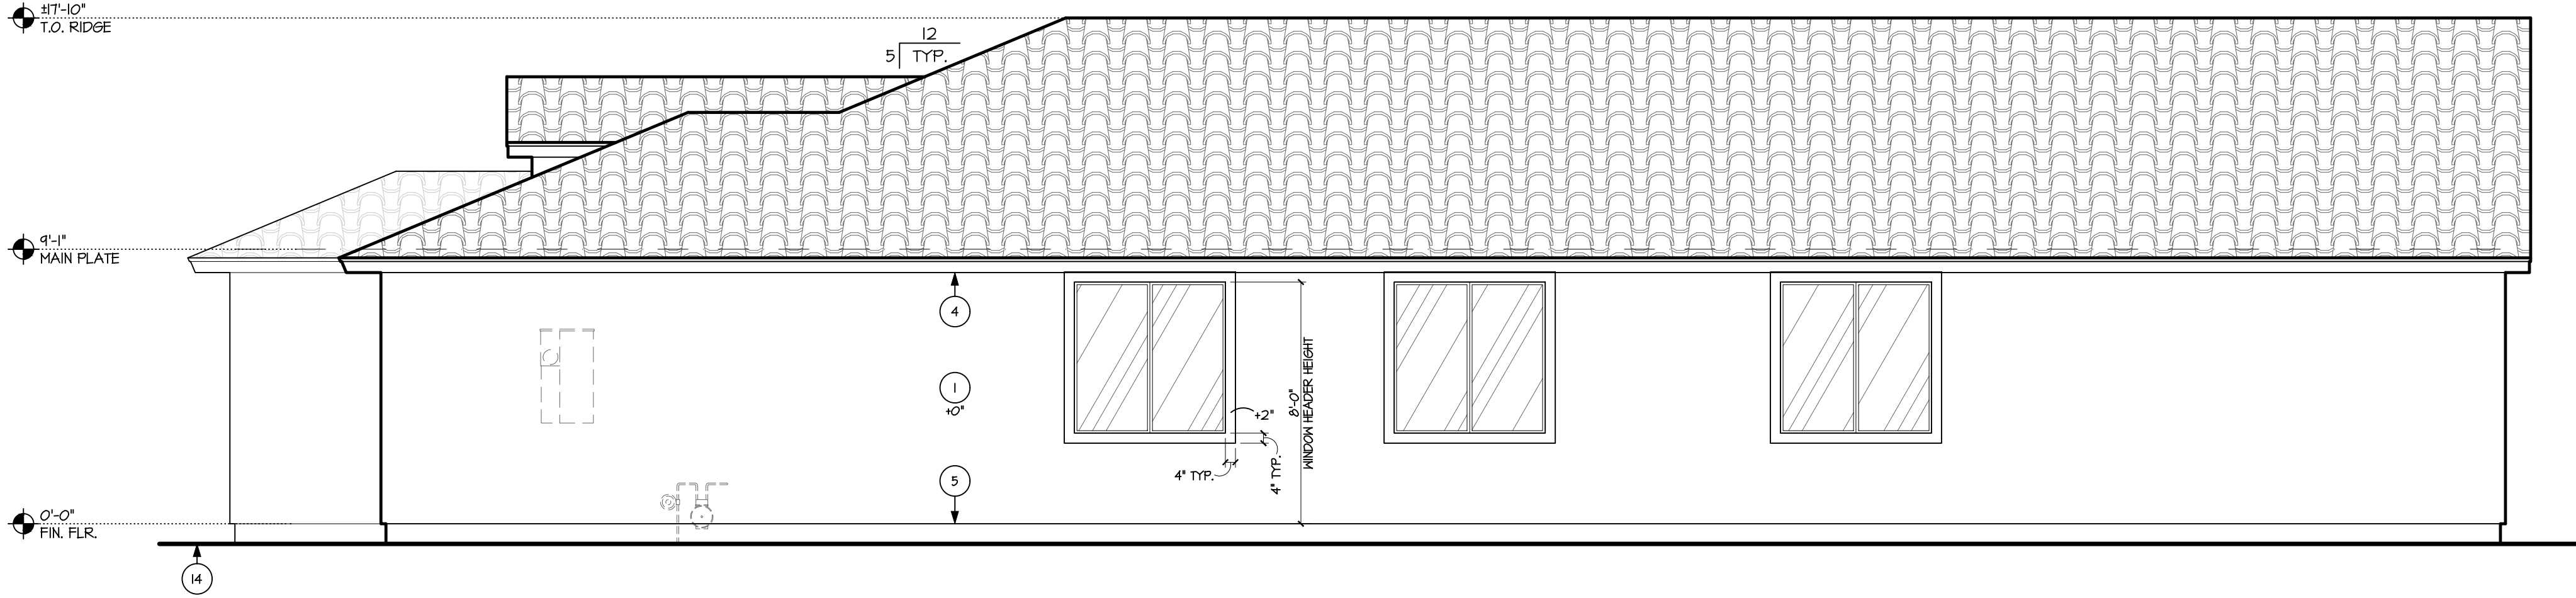 ±17'-10"
T.O. RIDGE
12
5
TYP.
9'-1"
MAIN PLATE
4
1
+0"
5
+2"
4" TYP.
4" TYP.
8'-0"
WINDOW HEADER HEIGHT
0'-0"
FIN. FLR.
14